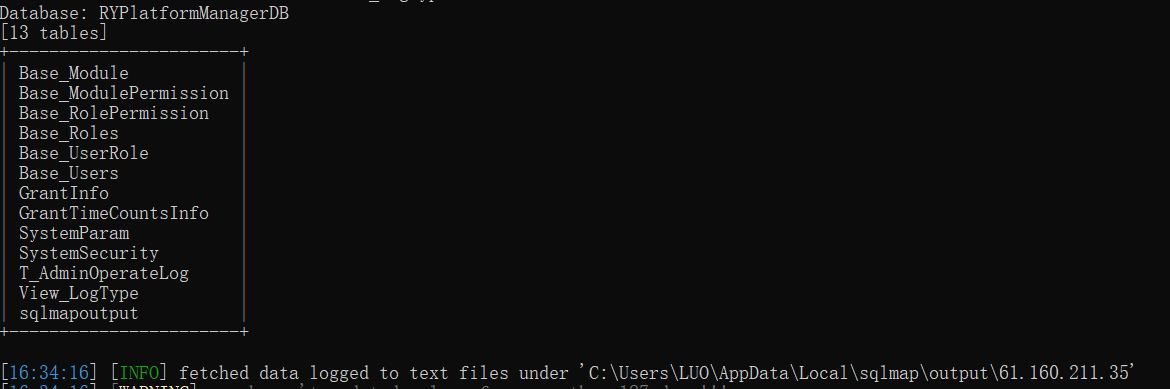 Database: RYPlatformManagerDB
[13 tables]
+-----------------------+
| Base_Module |
| Base_ModulePermission |
| Base_RolePermission |
| Base_Roles |
| Base_UserRole |
| Base_Users |
| GrantInfo |
| GrantTimeCountsInfo |
| SystemParam |
| SystemSecurity |
| T_AdminOperateLog |
| View_LogType |
| sqlmapoutput |
+-----------------------+
[16:34:16] [INFO] fetched data logged to text files under 'C:\Users\LUO\AppData\Local\sqlmap\output\61.160.211.35'